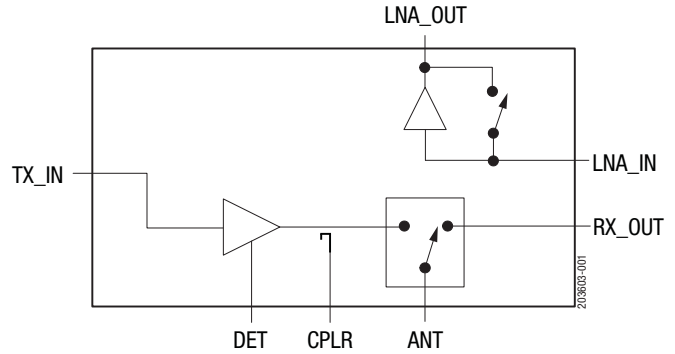 LNA_OUT
TX_IN
LNA_IN
RX_OUT
203603-001
DET
CPLR
ANT